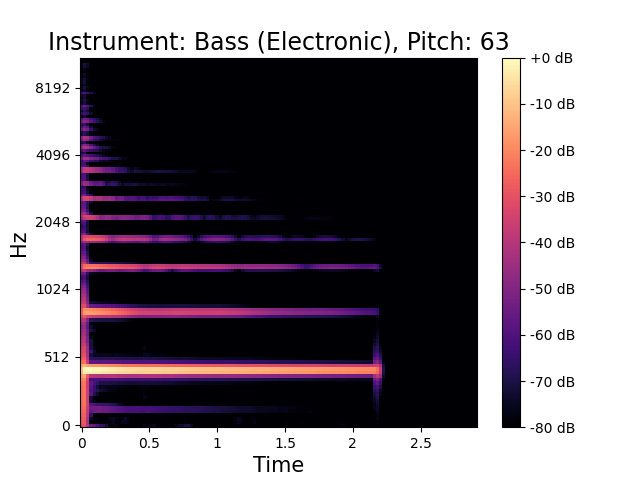 Instrument: Bass (Electronic), Pitch: 63
+0 dB
8192
-10 dB
4096
-20 dB
-30 dB
2048
Hz
-40 dB
1024
-50 dB
512
-60 dB
-70 dB
0
-80 dB
0 0.5 1 1.5 2 2.5
Time